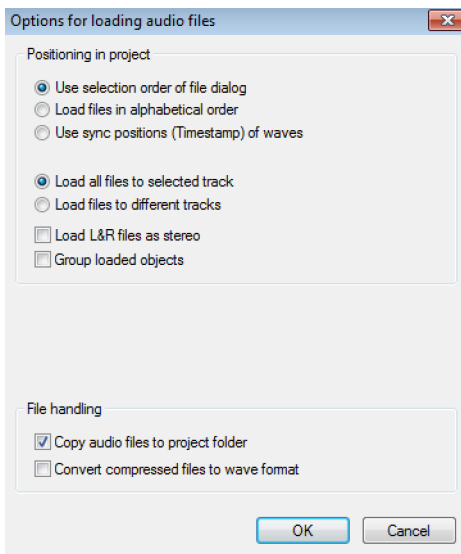 Options for loading audio files
Positioning in project
Use selection order of file dialog
Load files in alphabetical order
Use sync positions (Timestamp) of waves
Load all files to selected track
Load files to different tracks
Load L&R files as stereo
Group loaded objects
File handling
Copy audio files to project folder
Convert compressed files to wave format
OK Cancel